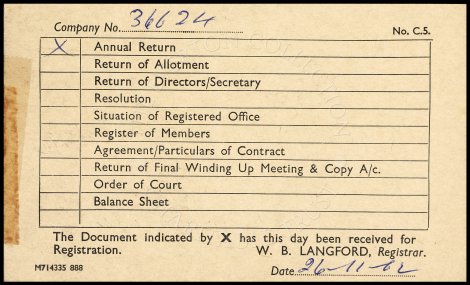 Company No. 36624
No. C.5.
X Annual Return
Return of Allotment
Return of Directors/Secretary
Resolution
Situation of Registered Office
Register of Members
Agreement/Particulars of Contract
Return of Final Winding Up Meeting & Copy A/c.
Order of Court
Balance Sheet
The Document indicated by X has this day been received for
Registration. W. B. LANGFORD, Registrar.
M714335 888
Date 26-11-62